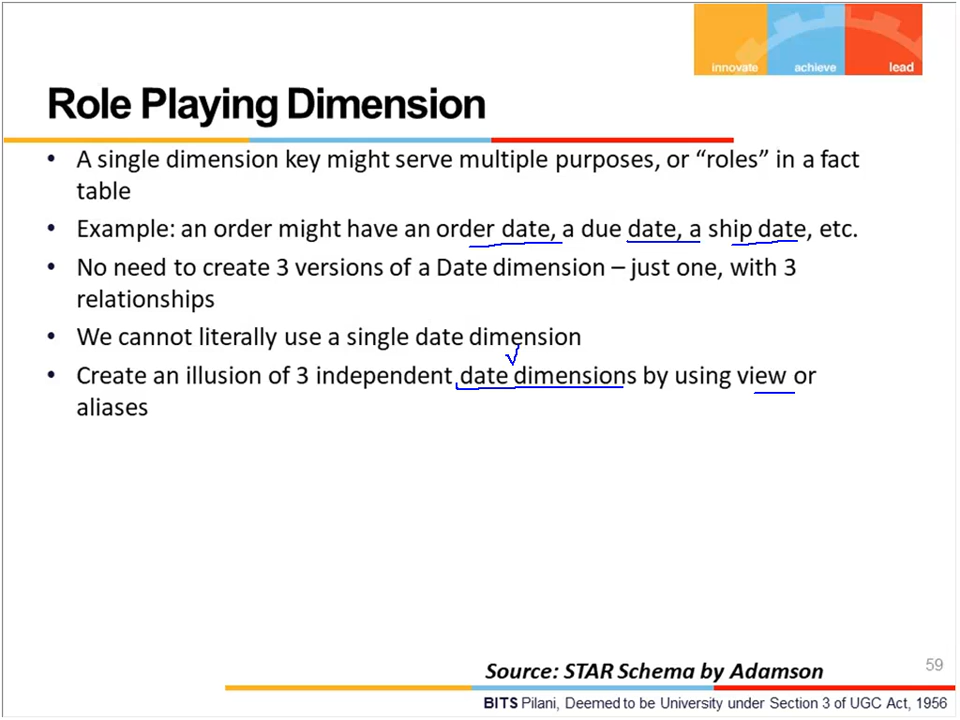 innovate achieve lead
Role Playing Dimension
• A single dimension key might serve multiple purposes, or “roles” in a fact
table
• Example: an order might have an order date, a due date, a ship date, etc.
• No need to create 3 versions of a Date dimension – just one, with 3
relationships
• We cannot literally use a single date dimension
• Create an illusion of 3 independent date dimensions by using view or
aliases
Source: STAR Schema by Adamson
59
BITS Pilani, Deemed to be University under Section 3 of UGC Act, 1956